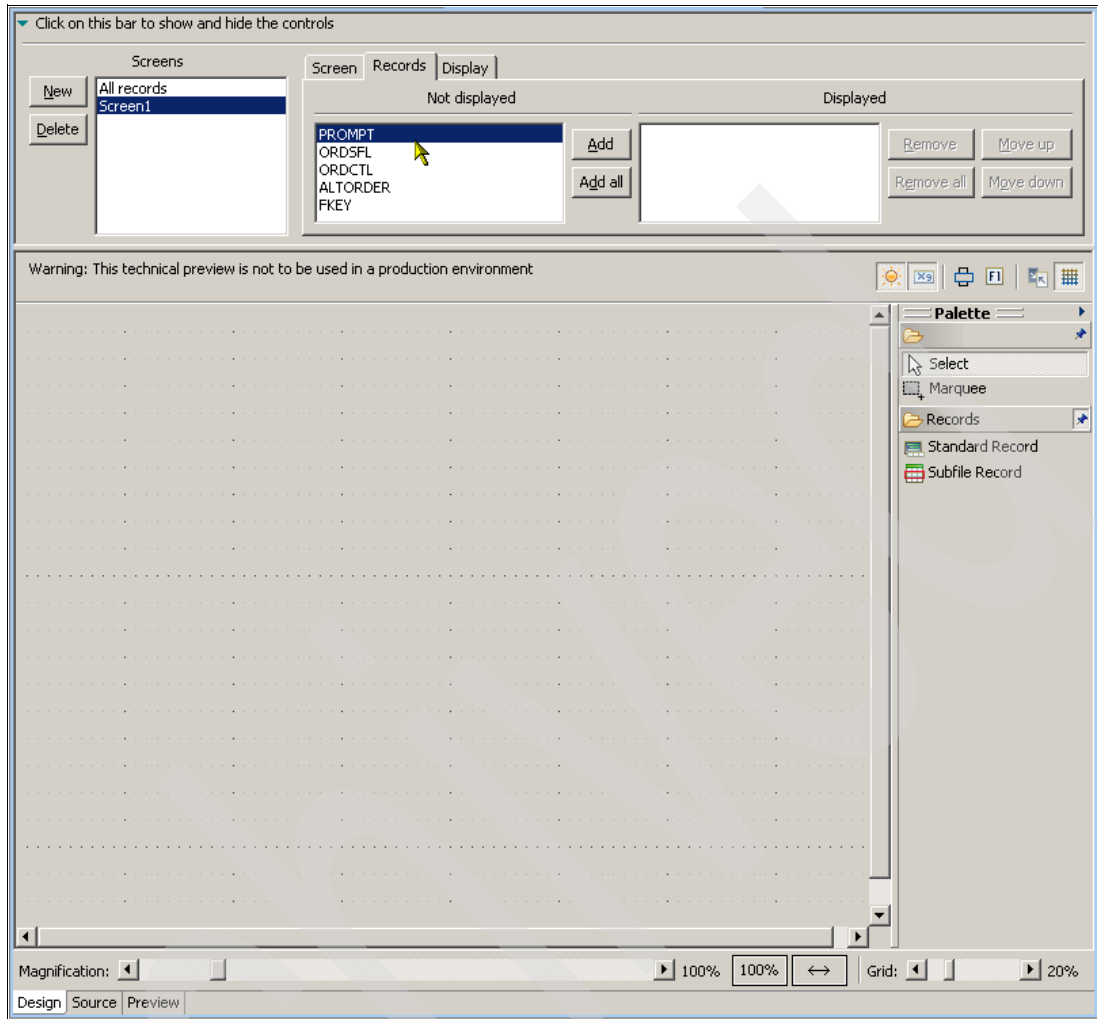 Click on this bar to show and hide the controls
Screens
New
Delete
All records
Screen1
Screen Records Display
Not displayed
PROMPT
ORDSFL
ORDCTL
ALTORDER
FKEY
Add
Add all
Displayed
Remove
Move up
Remove all
Move down
Warning: This technical preview is not to be used in a production environment
X9
F1
Palette
Select
Marquee
Records
Standard Record
Subfile Record
Magnification: 100% 100% Grid: 20%
Design Source Preview